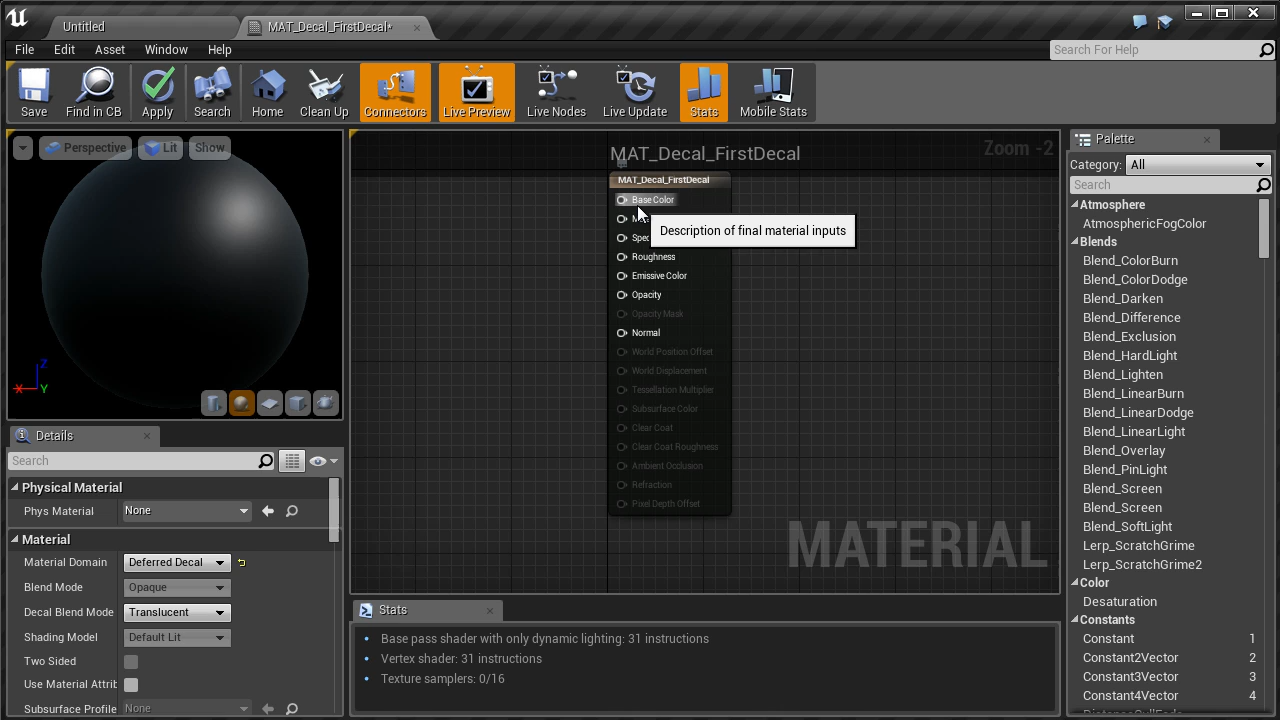 Untitled
MAT_Decal_FirstDecal*
File Edit Asset Window Help
Search For Help
Save
Find in CB
Apply
Search
Home
Clean Up
Connectors
Live Preview
Live Nodes
Live Update
Stats
Mobile Stats
Perspective
Lit
Show
Z
X
Y
MAT_Decal_FirstDecal
Zoom -2
MAT_Decal_FirstDecal
Base Color
Description of final material inputs
Roughness
Emissive Color
Opacity
Opacity Mask
Normal
World Position Offset
World Displacement
Tessellation Multiplier
Subsurface Color
Clear Coat
Clear Coat Roughness
Ambient Occlusion
Refraction
Pixel Depth Offset
MATERIAL
Details
Search
Physical Material
Phys Material None
Material
Material Domain Deferred Decal
Blend Mode Opaque
Decal Blend Mode Translucent
Shading Model Default Lit
Two Sided
Use Material Attrib
Subsurface Profile None
Stats
Base pass shader with only dynamic lighting: 31 instructions
Vertex shader: 31 instructions
Texture samplers: 0/16
Palette
Category: All
Search
Atmosphere
AtmosphericFogColor
Blends
Blend_ColorBurn
Blend_ColorDodge
Blend_Darken
Blend_Difference
Blend_Exclusion
Blend_HardLight
Blend_Lighten
Blend_LinearBurn
Blend_LinearDodge
Blend_LinearLight
Blend_Overlay
Blend_PinLight
Blend_Screen
Blend_Screen
Blend_SoftLight
Lerp_ScratchGrime
Lerp_ScratchGrime2
Color
Desaturation
Constants
Constant 1
Constant2Vector 2
Constant3Vector 3
Constant4Vector 4